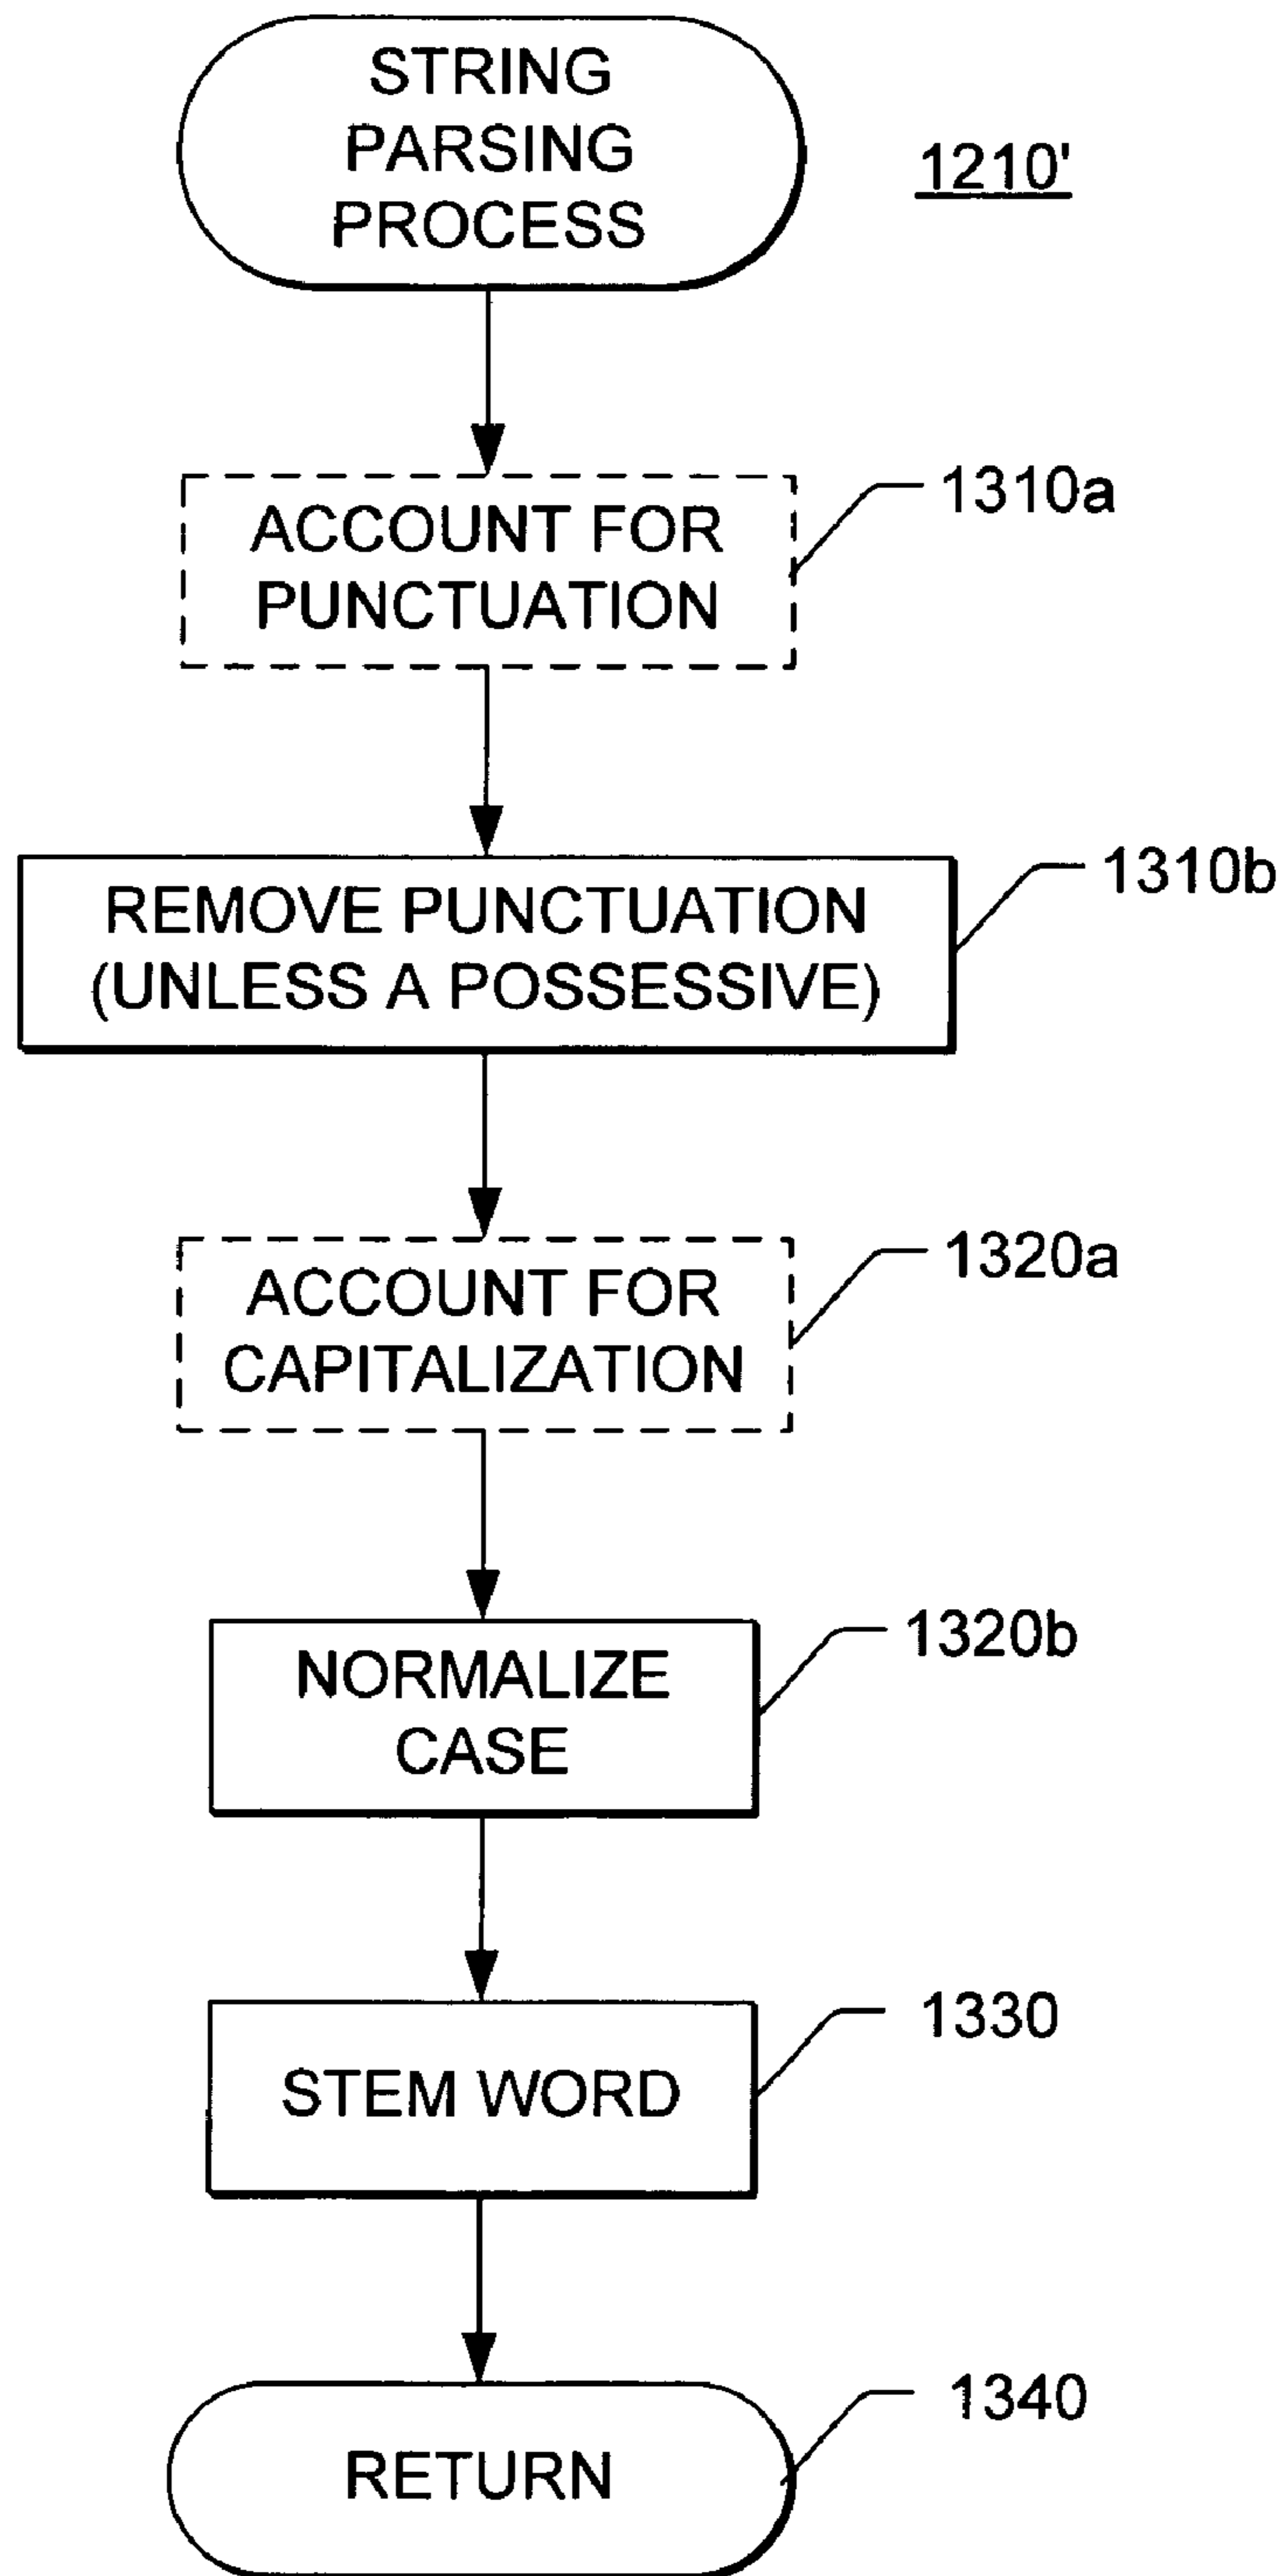 STRING
PARSING
PROCESS
1210'
ACCOUNT FOR
PUNCTUATION
1310a
REMOVE PUNCTUATION
(UNLESS A POSSESSIVE)
1310b
ACCOUNT FOR
CAPITALIZATION
1320a
NORMALIZE
CASE
1320b
STEM WORD
1330
RETURN
1340